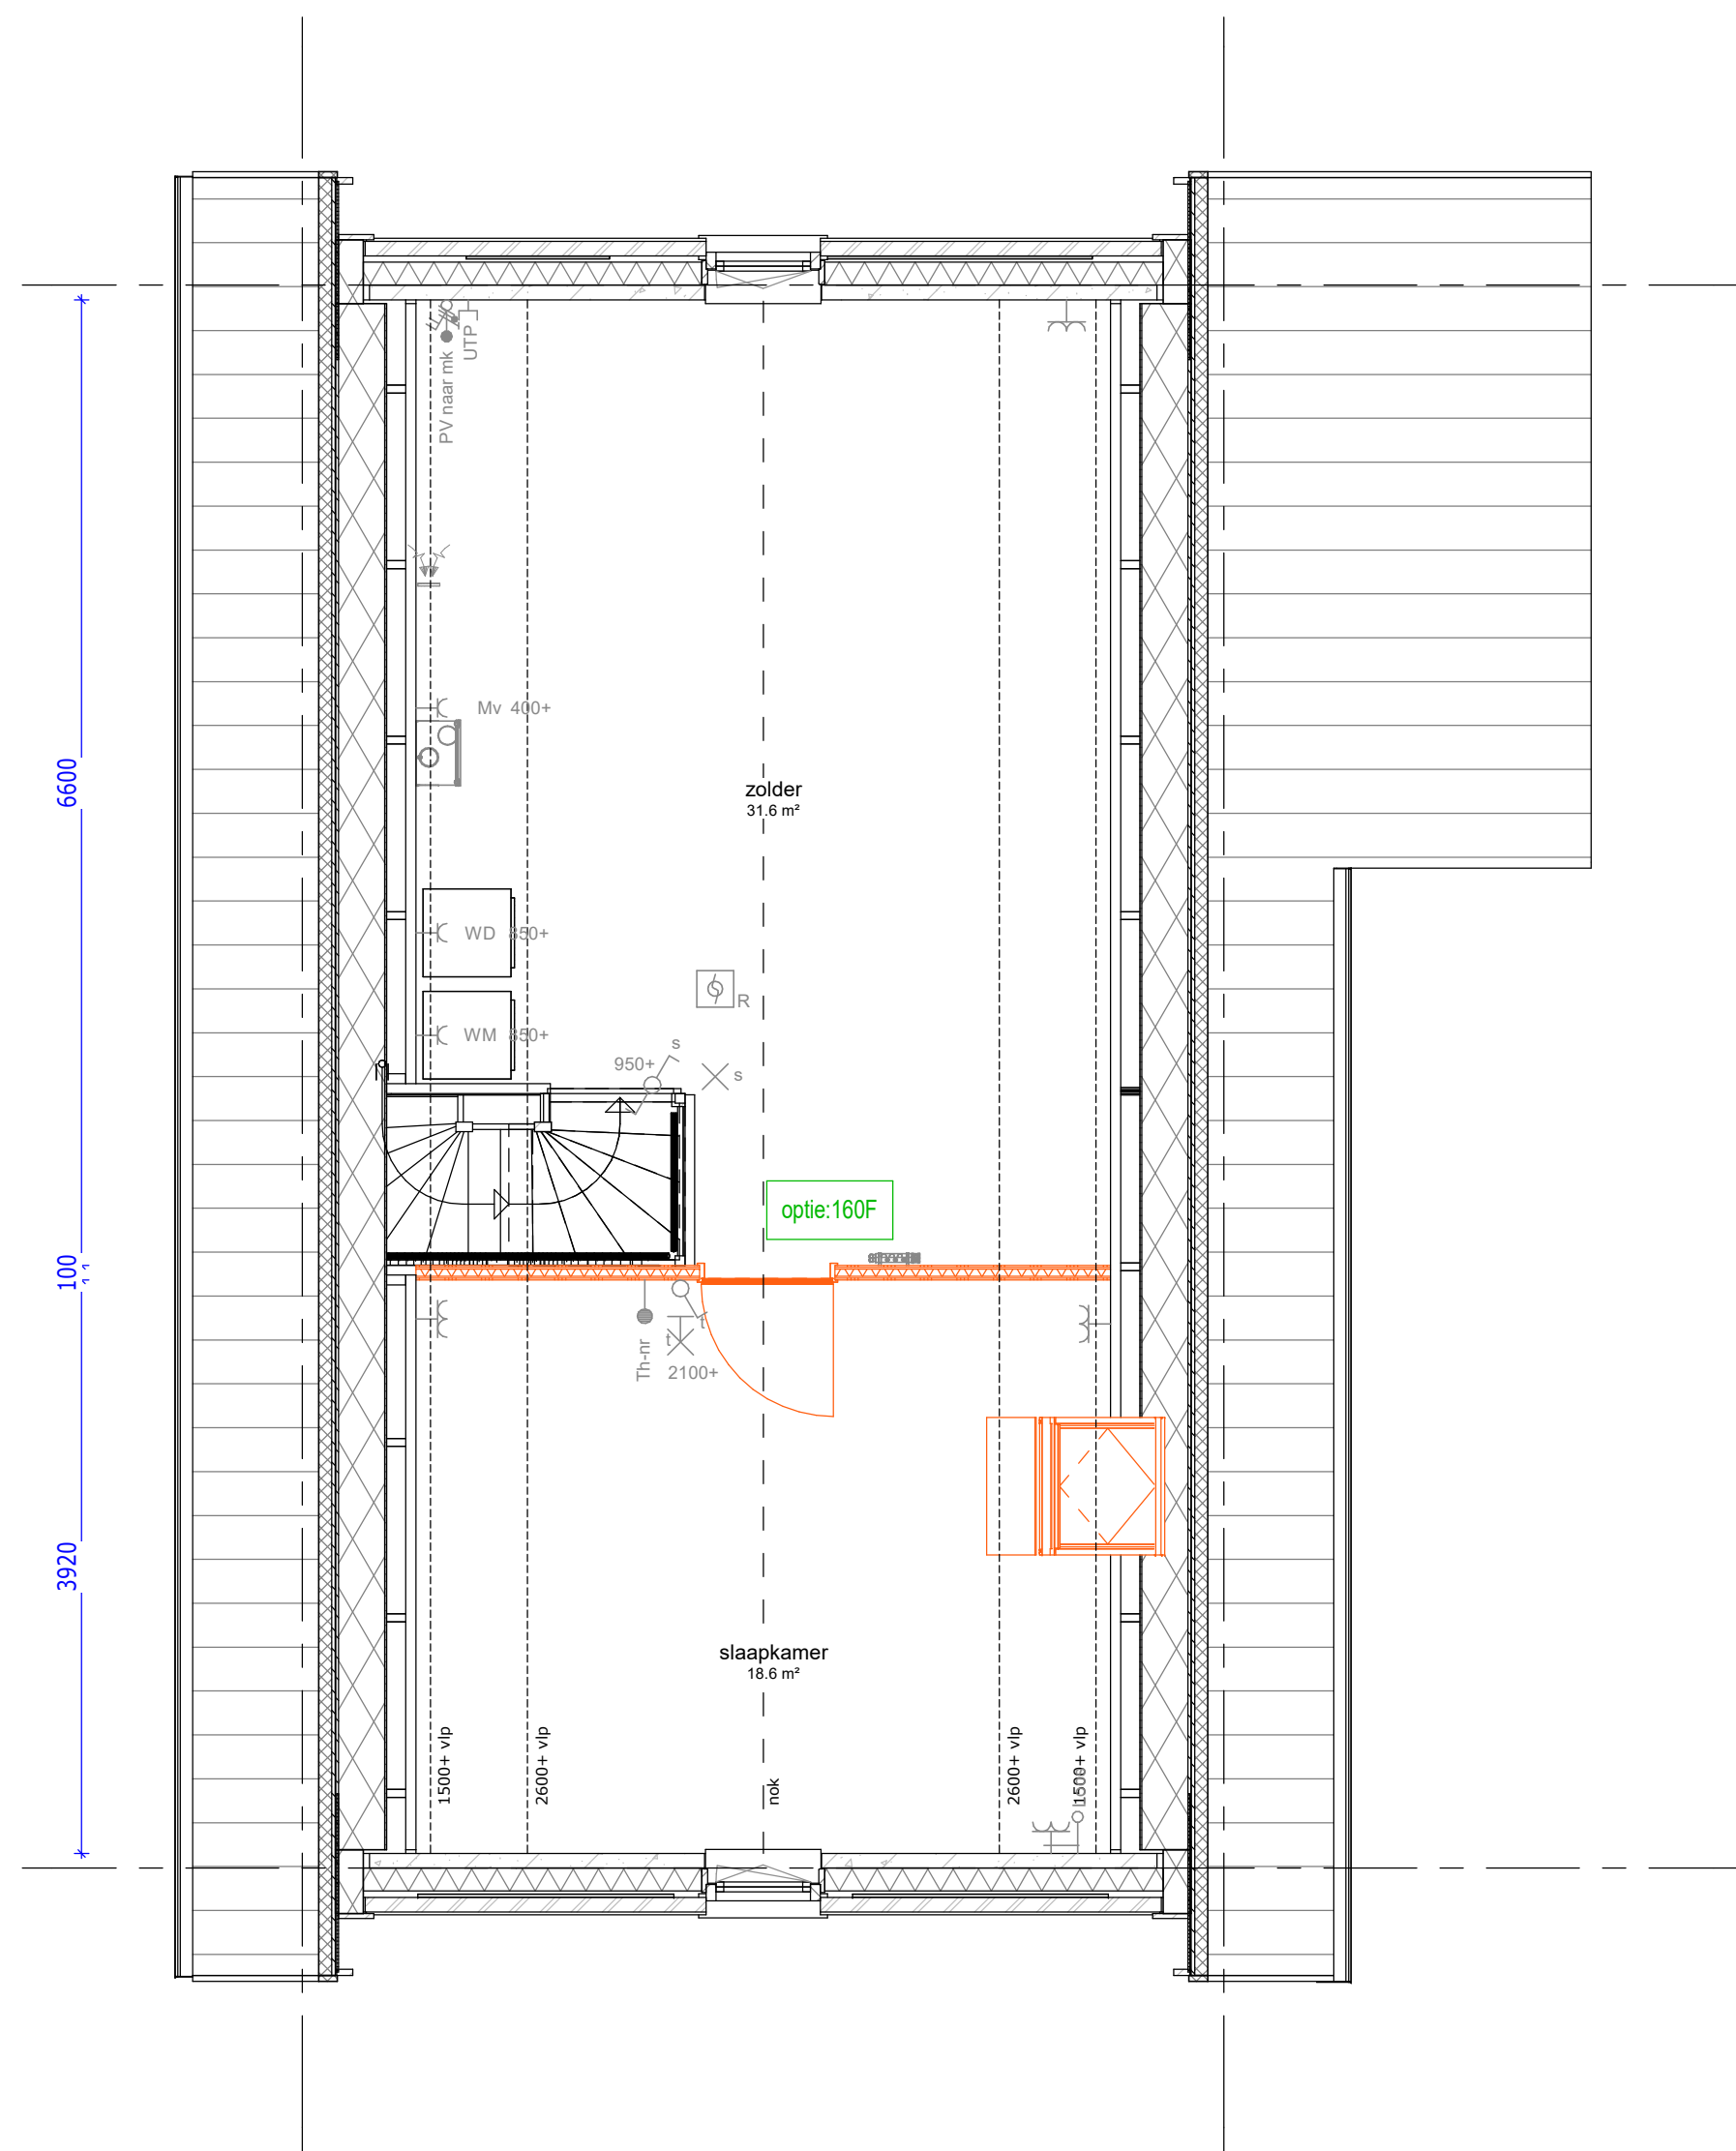 PV naar mk
UTP
Mv 400+
6600
zolder
31.6 m²
WD 850+
R
WM 850+
950+
s
s
optie:160F
100
t
t
Th-nr
2100+
3920
slaapkamer
18.6 m²
1500+ vlp
2600+ vlp
nok
2600+ vlp
1500+ vlp